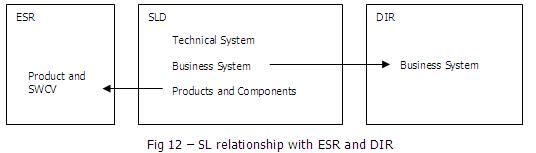 ESR
Product and
SWCV
SLD
Technical System
Business System
Products and Components
DIR
Business System
Fig 12 – SL relationship with ESR and DIR